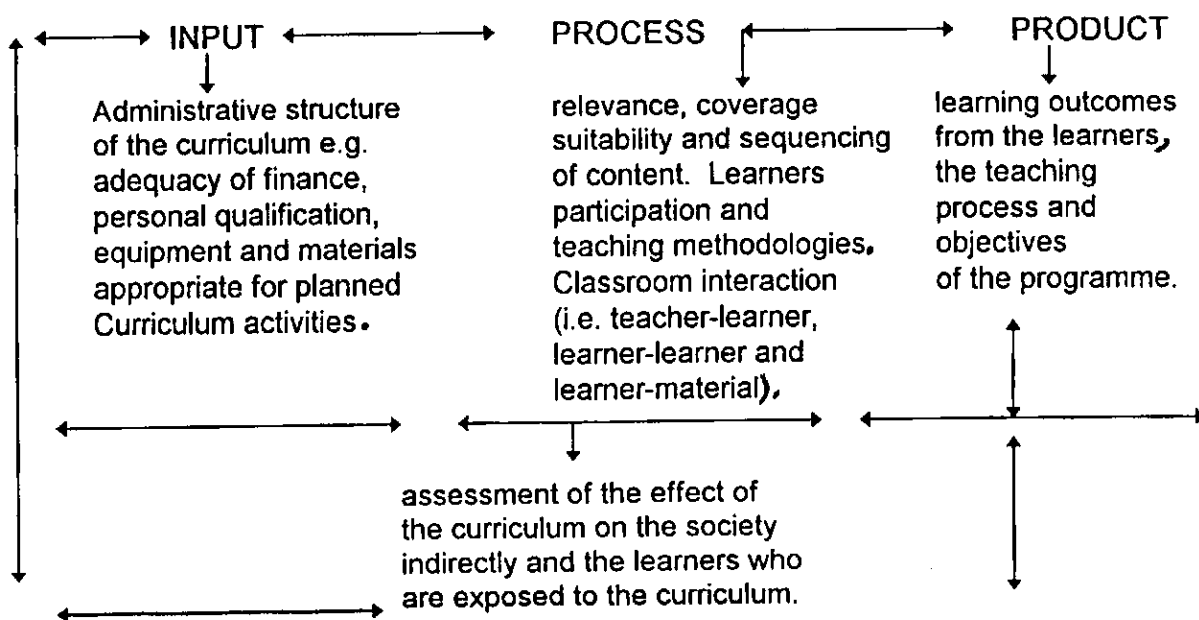 INPUT PROCESS PRODUCT
Administrative structure
of the curriculum e.g.
adequacy of finance,
personal qualification,
equipment and materials
appropriate for planned
Curriculum activities.
relevance, coverage
suitability and sequencing
of content. Learners
participation and
teaching methodologies.
Classroom interaction
(i.e. teacher-learner,
learner-learner and
learner-material).
learning outcomes
from the learners,
the teaching
process and
objectives
of the programme.
assessment of the effect of
the curriculum on the society
indirectly and the learners who
are exposed to the curriculum.